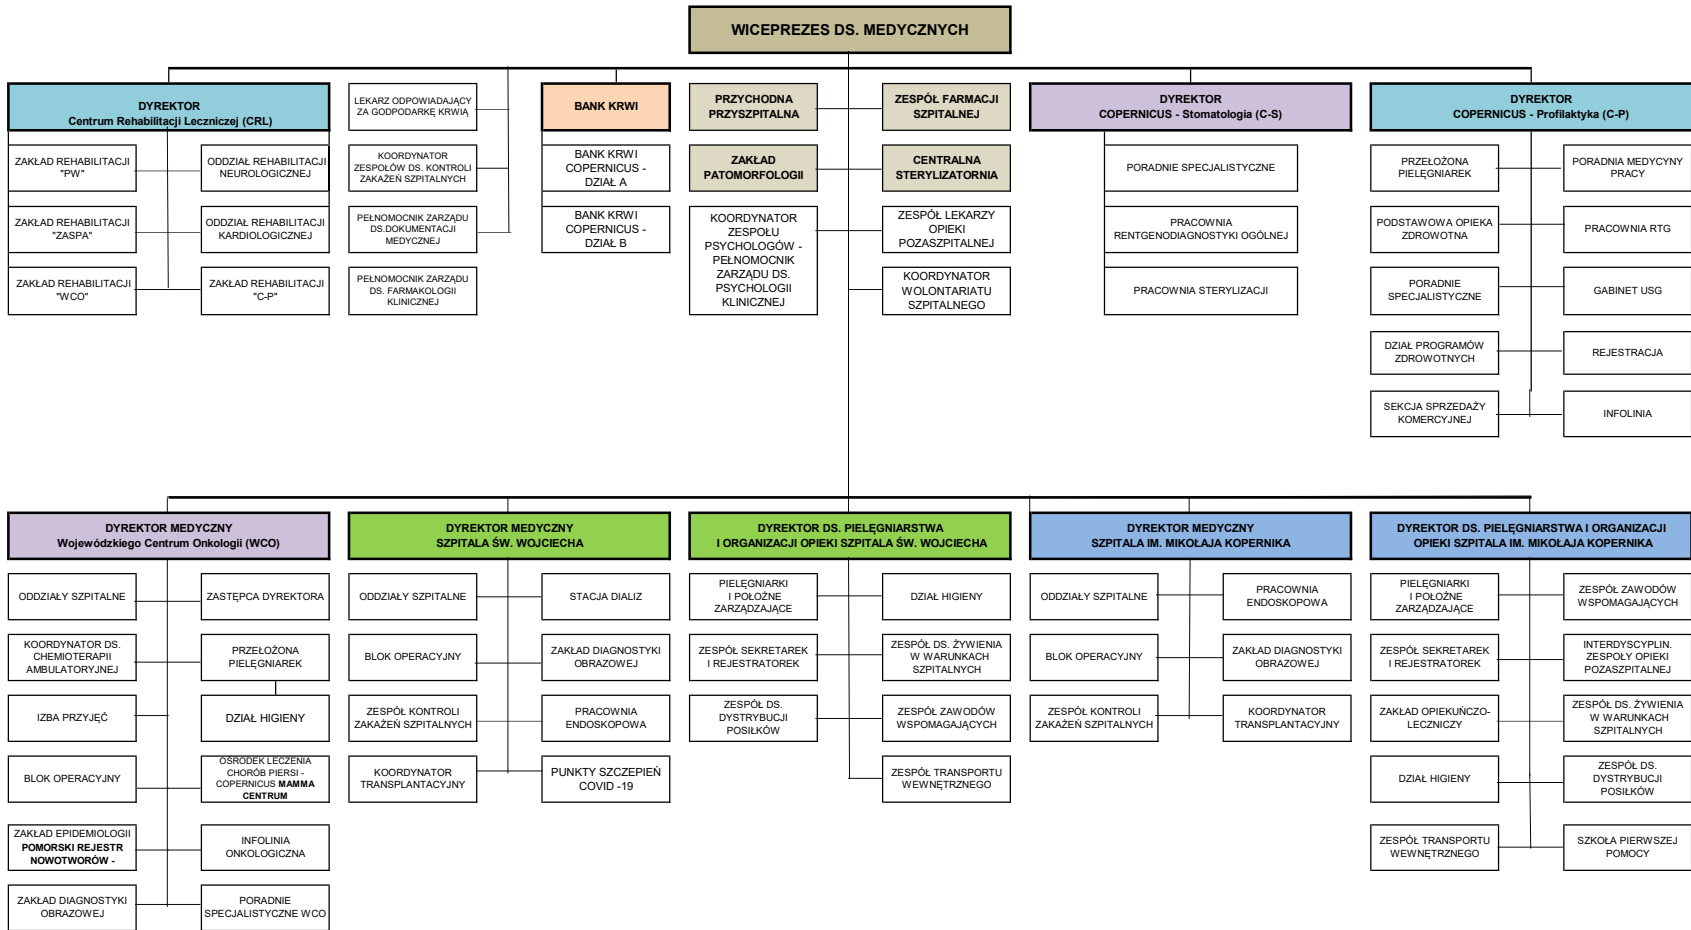 WICEPREZES DS. MEDYCZNYCH
DYREKTOR
Centrum Rehabilitacji Leczniczej (CRL)
ZAKŁAD REHABILITACJI
"PW"
ODDZIAŁ REHABILITACJI
NEUROLOGICZNEJ
ZAKŁAD REHABILITACJI
"ZASPA"
ODDZIAŁ REHABILITACJI
KARDIOLOGICZNEJ
ZAKŁAD REHABILITACJI
"WCO"
ZAKŁAD REHABILITACJI
"C-P"
LEKARZ ODPOWIADAJĄCY
ZA GODPODARKĘ KRWIĄ
KOORDYNATOR
ZESPOŁÓW DS. KONTROLI
ZAKAŻEŃ SZPITALNYCH
PEŁNOMOCNIK ZARZĄDU
DS.DOKUMENTACJI
MEDYCZNEJ
PEŁNOMOCNIK ZARZĄDU
DS. FARMAKOLOGII
KLINICZNEJ
BANK KRWI
BANK KRWI
COPERNICUS -
DZIAŁ A
BANK KRWI
COPERNICUS -
DZIAŁ B
PRZYCHODNA
PRZYSZPITALNA
ZESPÓŁ FARMACJI
SZPITALNEJ
ZAKŁAD
PATOMORFOLOGII
CENTRALNA
STERYLIZATORNIA
KOORDYNATOR
ZESPOŁU
PSYCHOLOGÓW -
PEŁNOMOCNIK
ZARZĄDU DS.
PSYCHOLOGII
KLINICZNEJ
ZESPÓŁ LEKARZY
OPIEKI
POZASZPITALNEJ
KOORDYNATOR
WOLONTARIATU
SZPITALNEGO
DYREKTOR
COPERNICUS - Stomatologia (C-S)
PORADNIE SPECJALISTYCZNE
PRACOWNIA
RENTGENODIAGNOSTYKI OGÓLNEJ
PRACOWNIA STERYLIZACJI
DYREKTOR
COPERNICUS - Profilaktyka (C-P)
PRZEŁOŻONA
PIELĘGNIAREK
PORADNIA MEDYCYNY
PRACY
PODSTAWOWA OPIEKA
ZDROWOTNA
PRACOWNIA RTG
PORADNIE
SPECJALISTYCZNE
GABINET USG
DZIAŁ PROGRAMÓW
ZDROWOTNYCH
REJESTRACJA
SEKCJA SPRZEDAŻY
KOMERCYJNEJ
INFOLINIA
DYREKTOR MEDYCZNY
Wojewódzkiego Centrum Onkologii (WCO)
ODDZIAŁY SZPITALNE
ZASTĘPCA DYREKTORA
KOORDYNATOR DS.
CHEMIOTERAPII
AMBULATORYJNEJ
PRZEŁOŻONA
PIELĘGNIAREK
IZBA PRZYJĘĆ
DZIAŁ HIGIENY
BLOK OPERACYJNY
OŚRODEK LECZENIA
CHORÓB PIERSI -
COPERNICUS MAMMA
CENTRUM
ZAKŁAD EPIDEMIOLOGII
POMORSKI REJESTR
NOWOTWORÓW -
INFOLINIA
ONKOLOGICZNA
ZAKŁAD DIAGNOSTYKI
OBRAZOWEJ
PORADNIE
SPECJALISTYCZNE WCO
DYREKTOR MEDYCZNY
SZPITALA ŚW. WOJCIECHA
ODDZIAŁY SZPITALNE
STACJA DIALIZ
BLOK OPERACYJNY
ZAKŁAD DIAGNOSTYKI
OBRAZOWEJ
ZESPÓŁ KONTROLI
ZAKAŻEŃ SZPITALNYCH
PRACOWNIA
ENDOSKOPOWA
KOORDYNATOR
TRANSPLANTACYJNY
PUNKTY SZCZEPIEŃ
COVID -19
DYREKTOR DS. PIELĘGNIARSTWA
I ORGANIZACJI OPIEKI SZPITALA ŚW. WOJCIECHA
PIELĘGNIARKI
I POŁOŻNE
ZARZĄDZAJĄCE
DZIAŁ HIGIENY
ZESPÓŁ SEKRETAREK
I REJESTRATOREK
ZESPÓŁ DS. ŻYWIENIA
W WARUNKACH
SZPITALNYCH
ZESPÓŁ DS.
DYSTRYBUCJI
POSIŁKÓW
ZESPÓŁ ZAWODÓW
WSPOMAGAJĄCYCH
ZESPÓŁ TRANSPORTU
WEWNĘTRZNEGO
DYREKTOR MEDYCZNY
SZPITALA IM. MIKOŁAJA KOPERNIKA
ODDZIAŁY SZPITALNE
PRACOWNIA
ENDOSKOPOWA
BLOK OPERACYJNY
ZAKŁAD DIAGNOSTYKI
OBRAZOWEJ
ZESPÓŁ KONTROLI
ZAKAŻEŃ SZPITALNYCH
KOORDYNATOR
TRANSPLANTACYJNY
DYREKTOR DS. PIELĘGNIARSTWA I ORGANIZACJI
OPIEKI SZPITALA IM. MIKOŁAJA KOPERNIKA
PIELĘGNIARKI
I POŁOŻNE
ZARZĄDZAJĄCE
ZESPÓŁ ZAWODÓW
WSPOMAGAJĄCYCH
ZESPÓŁ SEKRETAREK
I REJESTRATOREK
INTERDYSCYPLIN.
ZESPOŁY OPIEKI
POZASZPITALNEJ
ZAKŁAD OPIEKUŃCZO-
LECZNICZY
ZESPÓŁ DS. ŻYWIENIA
W WARUNKACH
SZPITALNYCH
DZIAŁ HIGIENY
ZESPÓŁ DS.
DYSTRYBUCJI
POSIŁKÓW
ZESPÓŁ TRANSPORTU
WEWNĘTRZNEGO
SZKOŁA PIERWSZEJ
POMOCY